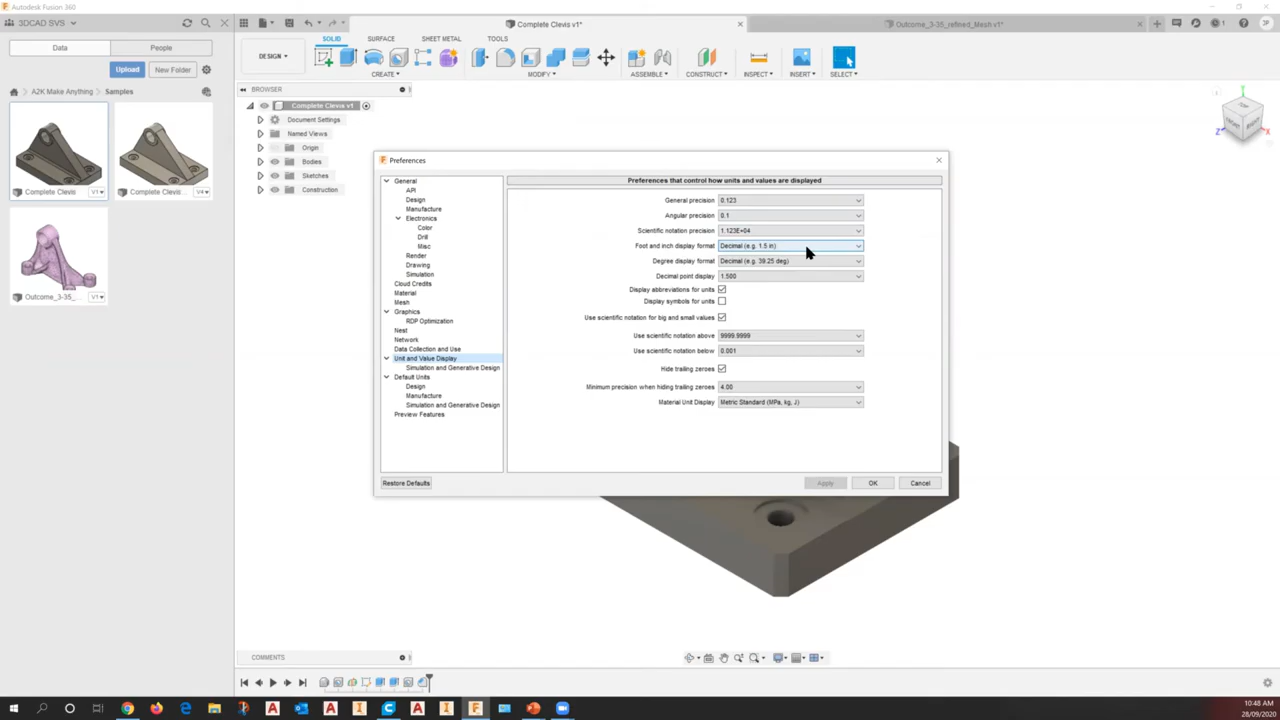 Autodesk Fusion 360
3DCAD SVS
Complete Clevis v1*
Outcome_3-35_refined_Mesh v1*
1
Data
People
Upload
New Folder
A2K Make Anything
Samples
Complete Clevis
V1
Complete Clevis...
V4
Outcome_3-35_...
V1
DESIGN
SOLID
SURFACE
SHEET METAL
TOOLS
CREATE
MODIFY
ASSEMBLE
CONSTRUCT
INSPECT
INSERT
SELECT
BROWSER
Complete Clevis v1
Document Settings
Named Views
Origin
Bodies
Sketches
Construction
TOP
FRONT
RIGHT
Z
X
Preferences
General
API
Design
Manufacture
Electronics
Color
Drill
Misc
Render
Drawing
Simulation
Cloud Credits
Material
Mesh
Graphics
RDP Optimization
Nest
Network
Data Collection and Use
Unit and Value Display
Simulation and Generative Design
Default Units
Design
Manufacture
Simulation and Generative Design
Preview Features
Preferences that control how units and values are displayed
General precision 0.123
Angular precision 0.1
Scientific notation precision 1.123E+04
Foot and inch display format Decimal (e.g. 1.5 in)
Degree display format Decimal (e.g. 39.25 deg)
Decimal point display 1.500
Display abbreviations for units
Display symbols for units
Use scientific notation for big and small values
Use scientific notation above 9999.9999
Use scientific notation below 0.001
Hide trailing zeroes
Minimum precision when hiding trailing zeroes 4.00
Material Unit Display Metric Standard (MPa, kg, J)
Restore Defaults
Apply
OK
Cancel
COMMENTS
10:48 AM
28/09/2020